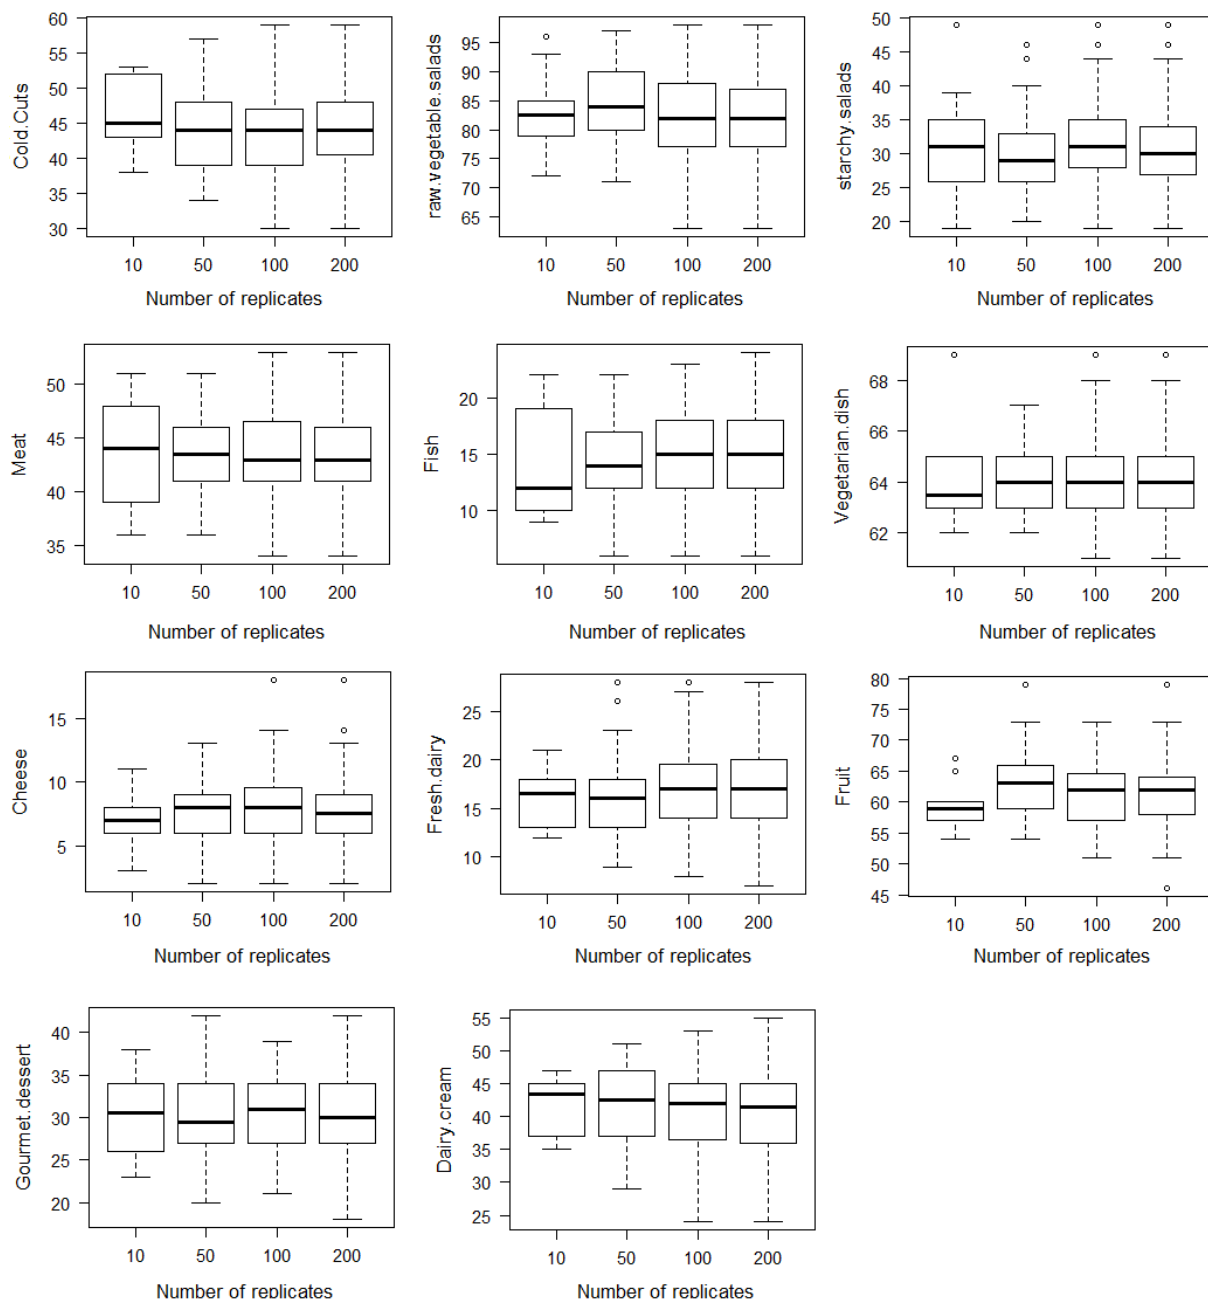 Cold.Cuts
60
55
50
45
40
35
30
10 50 100 200
Number of replicates
raw.vegetable.salads
95
90
85
80
75
70
65
10 50 100 200
Number of replicates
starchy.salads
50
45
40
35
30
25
20
10 50 100 200
Number of replicates
Meat
50
45
40
35
10 50 100 200
Number of replicates
Fish
20
15
10
10 50 100 200
Number of replicates
Vegetarian.dish
68
66
64
62
10 50 100 200
Number of replicates
Cheese
15
10
5
10 50 100 200
Number of replicates
Fresh.dairy
25
20
15
10
10 50 100 200
Number of replicates
Fruit
80
75
70
65
60
55
50
45
10 50 100 200
Number of replicates
Gourmet.dessert
40
35
30
25
20
10 50 100 200
Number of replicates
Dairy.cream
55
50
45
40
35
30
25
10 50 100 200
Number of replicates